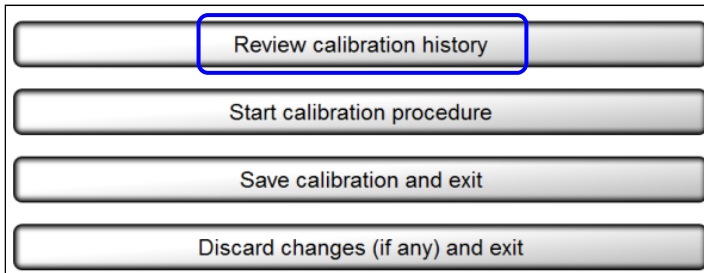 Review calibration history
Start calibration procedure
Save calibration and exit
Discard changes (if any) and exit